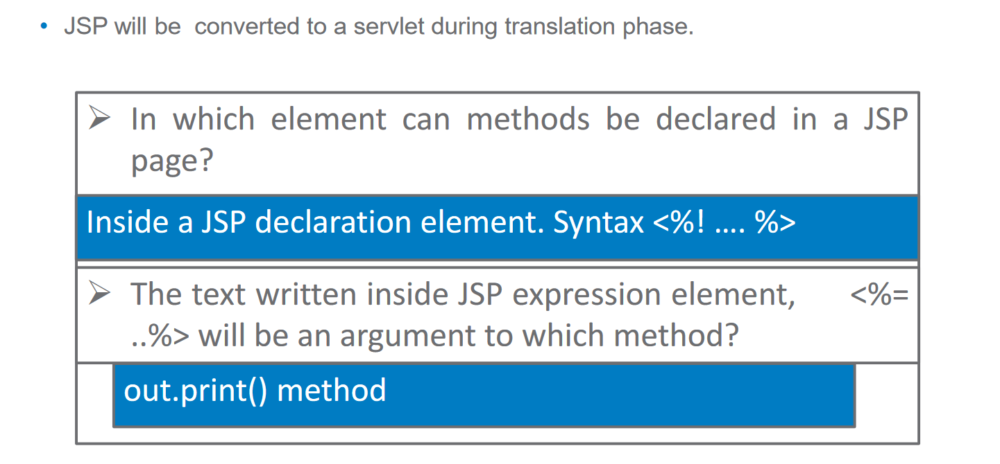 • JSP will be  converted to a servlet during translation phase.
➢ In which element can methods be declared in a JSP
page?
Inside a JSP declaration element. Syntax <%! .... %>
➢ The text written inside JSP expression element, <%=
..%> will be an argument to which method?
out.print() method